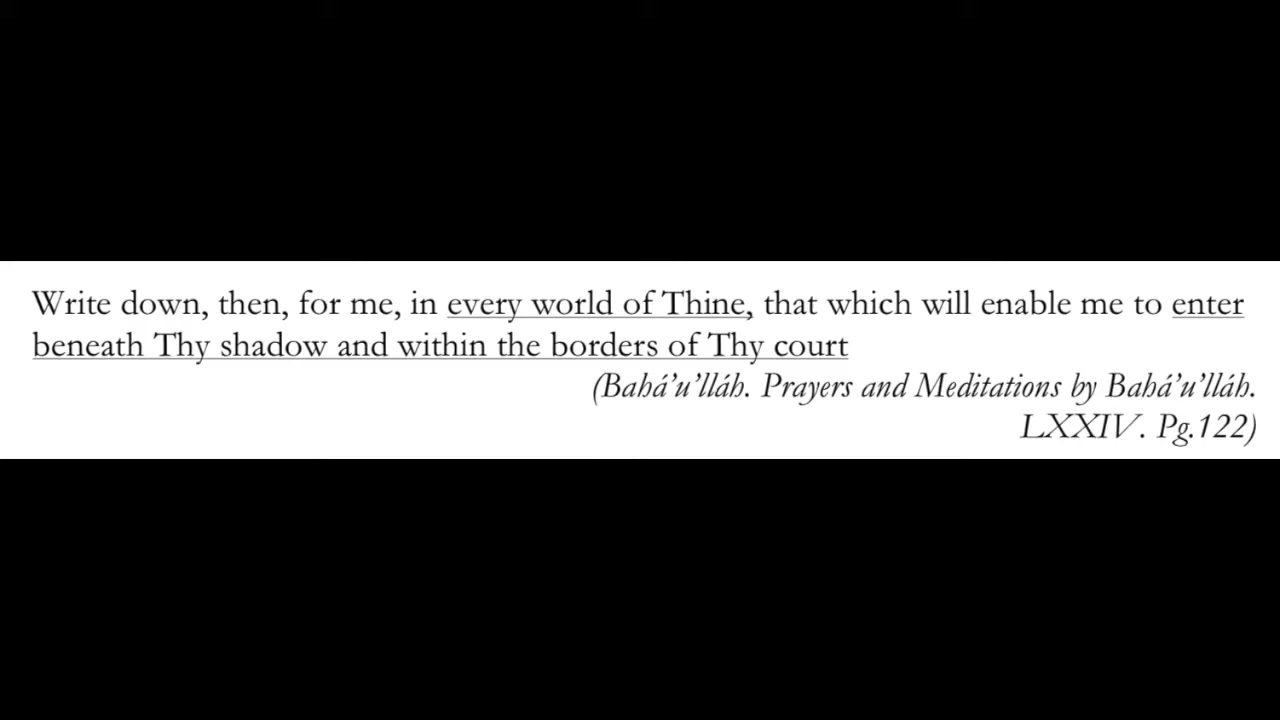 Write down, then, for me, in every world of Thine, that which will enable me to enter
beneath Thy shadow and within the borders of Thy court
(Bahá’u’lláh. Prayers and Meditations by Bahá’u’lláh.
LXXIV. Pg.122)